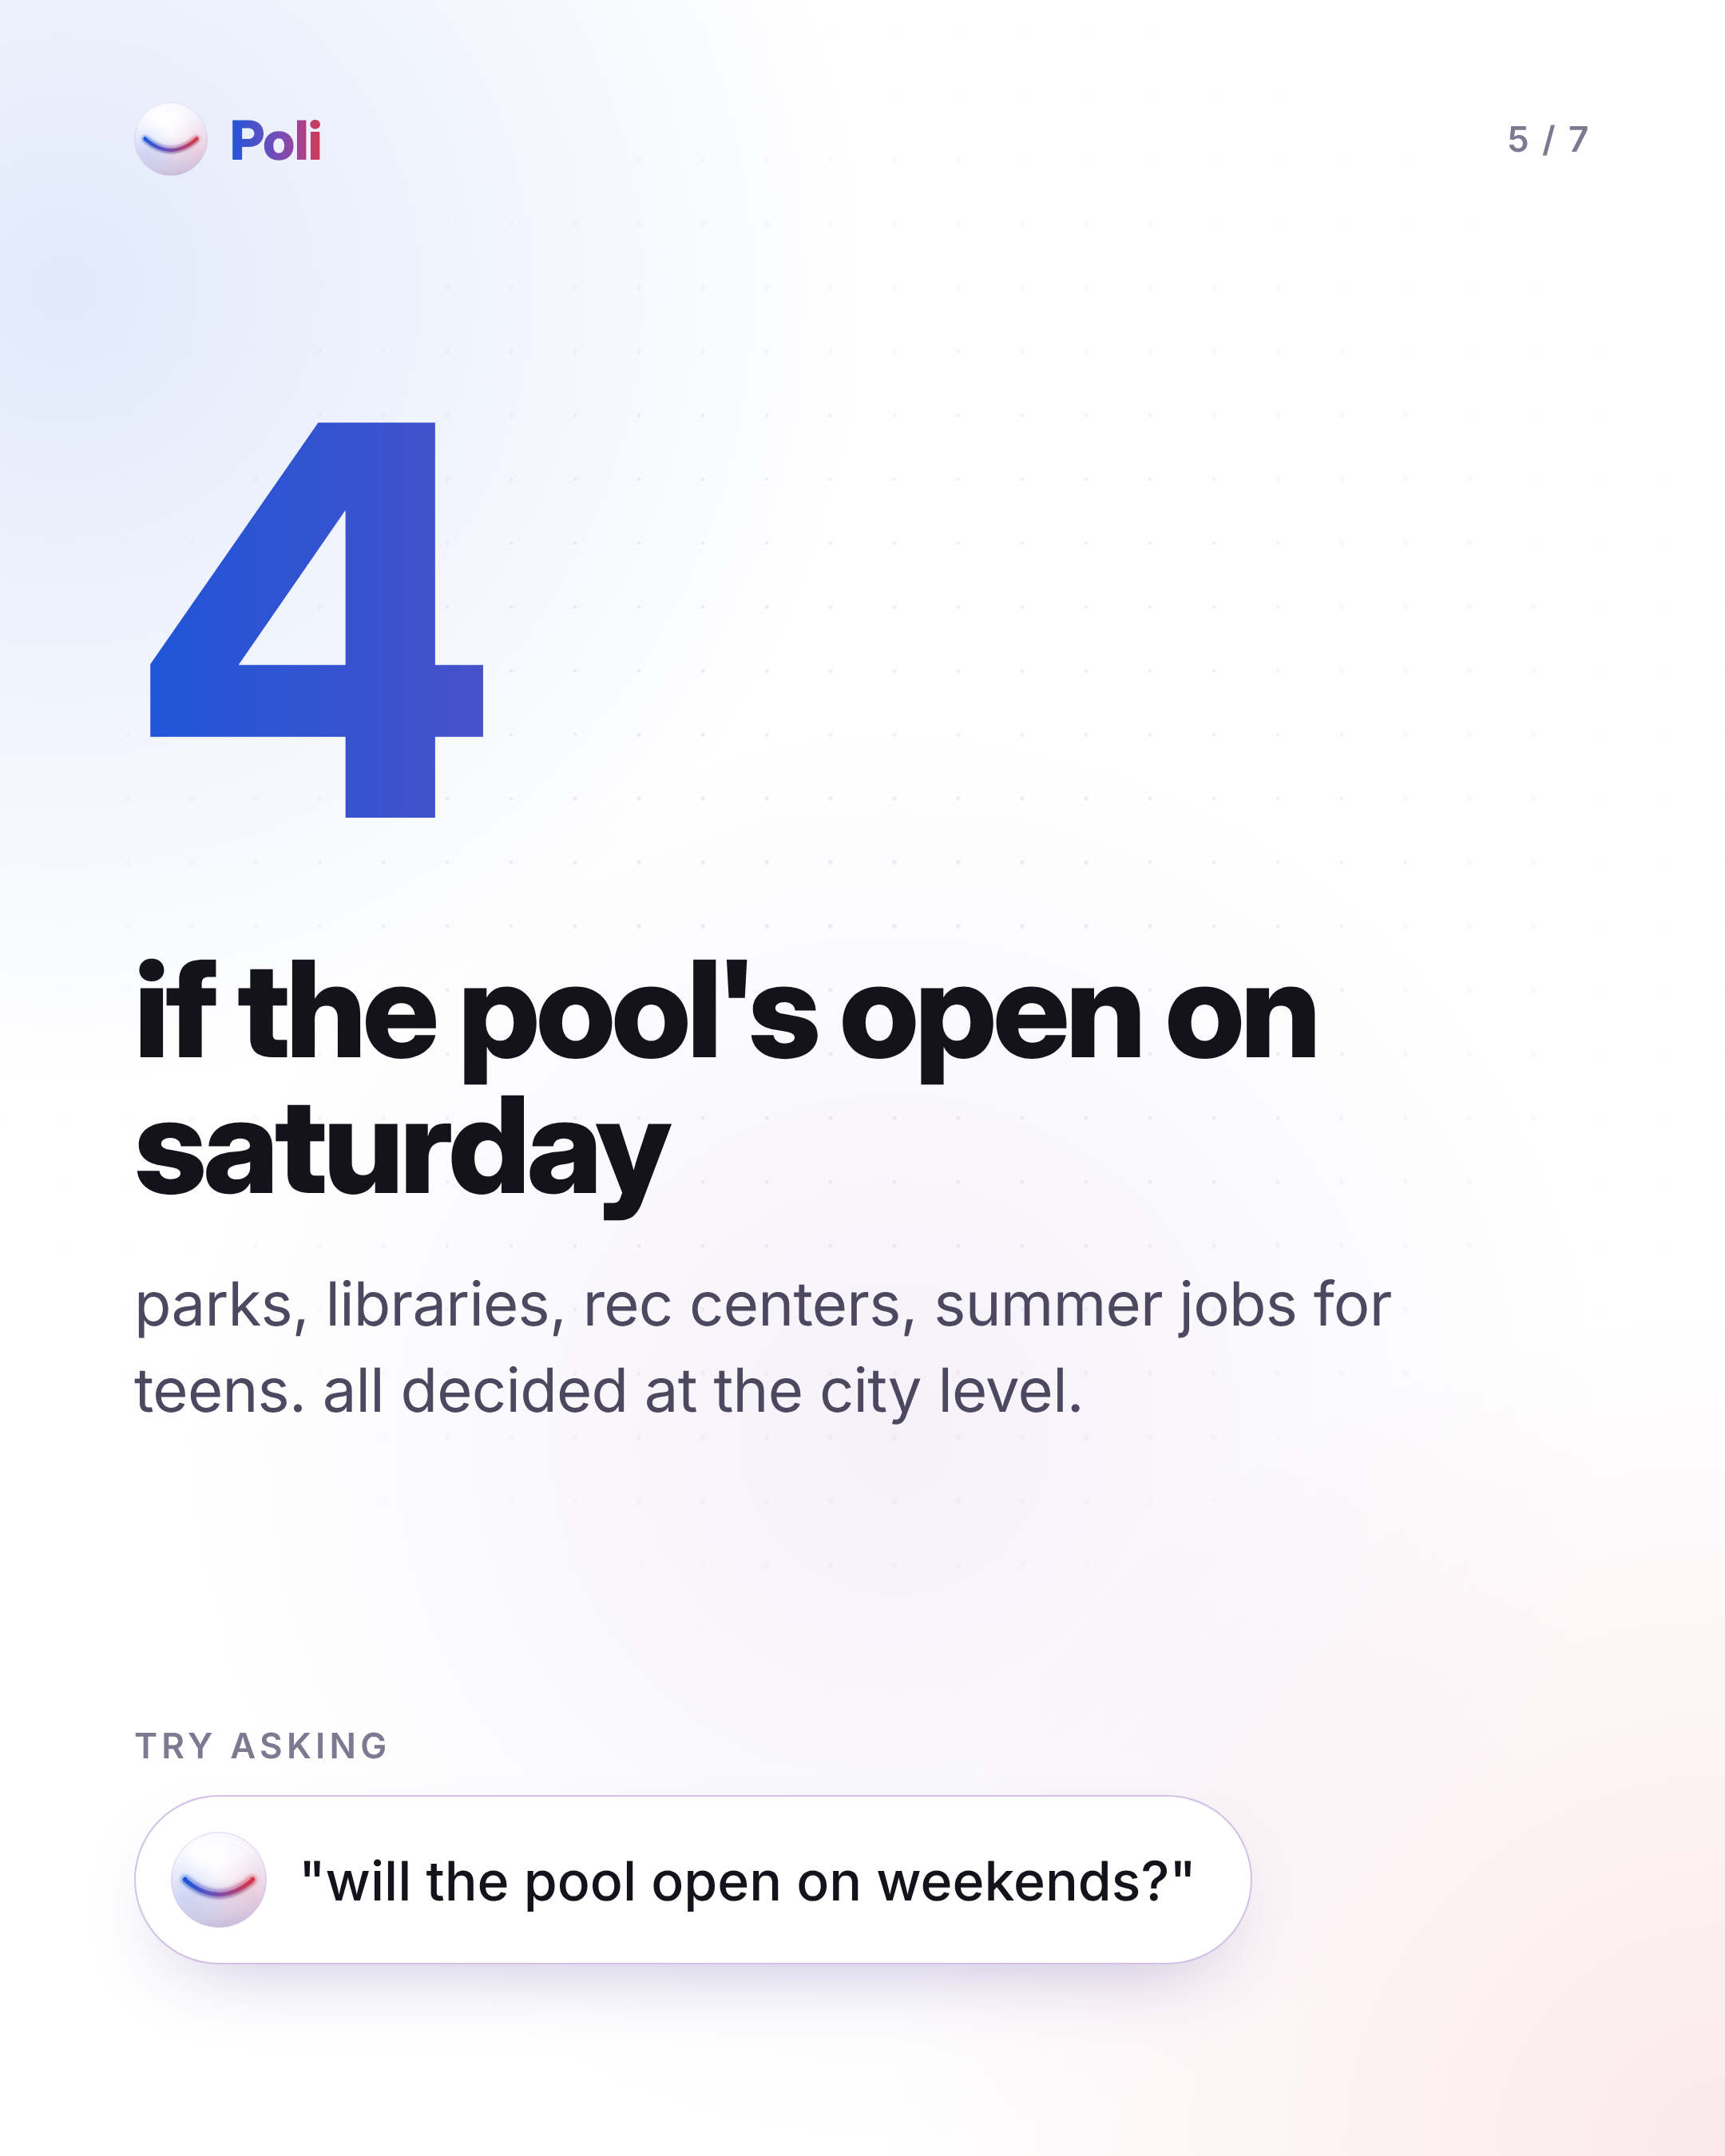 Poli
5 / 7
4
if the pool's open on
saturday
parks, libraries, rec centers, summer jobs for
teens. all decided at the city level.
TRY ASKING
"will the pool open on weekends?"